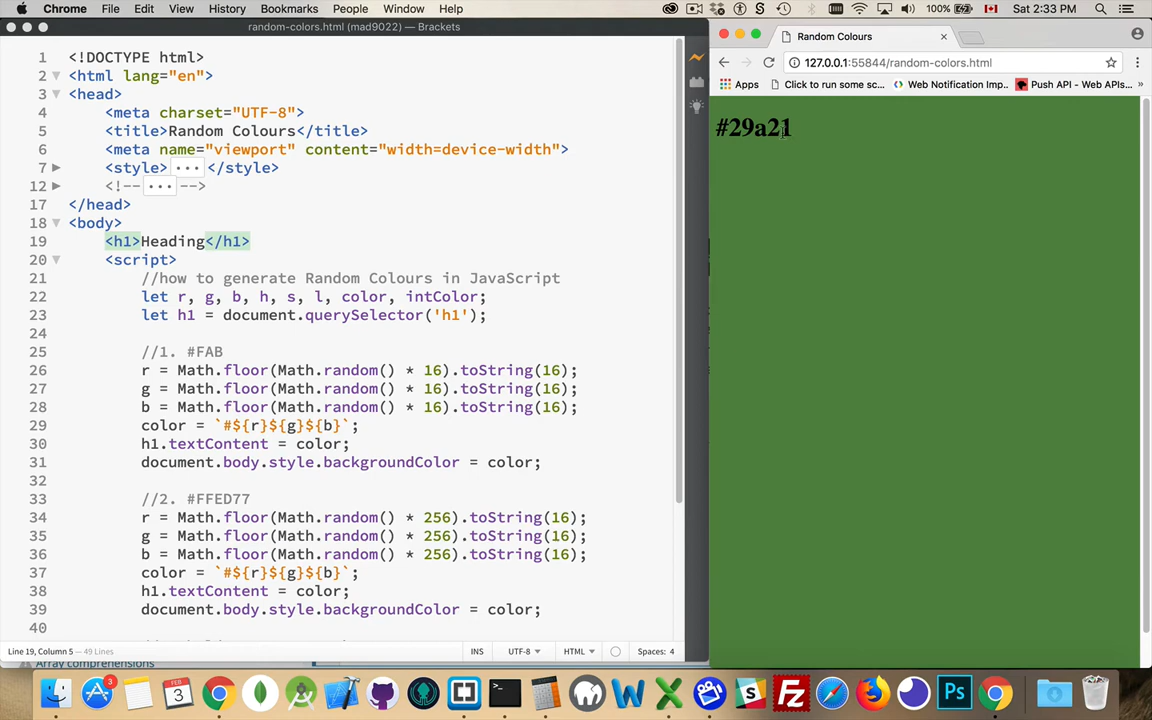 Chrome File Edit View History Bookmarks People Window Help
100% Sat 2:33 PM
random-colors.html (mad9022) — Brackets
1 <!DOCTYPE html>
2 <html lang="en">
3 <head>
4 <meta charset="UTF-8">
5 <title>Random Colours</title>
6 <meta name="viewport" content="width=device-width">
7 <style> ... </style>
12 <!-- ... -->
17 </head>
18 <body>
19 <h1>Heading</h1>
20 <script>
21 //how to generate Random Colours in JavaScript
22 let r, g, b, h, s, l, color, intColor;
23 let h1 = document.querySelector('h1');
24
25 //1. #FAB
26 r = Math.floor(Math.random() * 16).toString(16);
27 g = Math.floor(Math.random() * 16).toString(16);
28 b = Math.floor(Math.random() * 16).toString(16);
29 color = `#${r}${g}${b}`;
30 h1.textContent = color;
31 document.body.style.backgroundColor = color;
32
33 //2. #FFED77
34 r = Math.floor(Math.random() * 256).toString(16);
35 g = Math.floor(Math.random() * 256).toString(16);
36 b = Math.floor(Math.random() * 256).toString(16);
37 color = `#${r}${g}${b}`;
38 h1.textContent = color;
39 document.body.style.backgroundColor = color;
40
Line 19, Column 5 — 49 Lines
INS UTF-8 HTML Spaces: 4
Array comprehensions
Random Colours
127.0.0.1:55844/random-colors.html
Apps Click to run some sc... Web Notification Imp.. Push API - Web APIs... »
#29a21
3
FEB
3